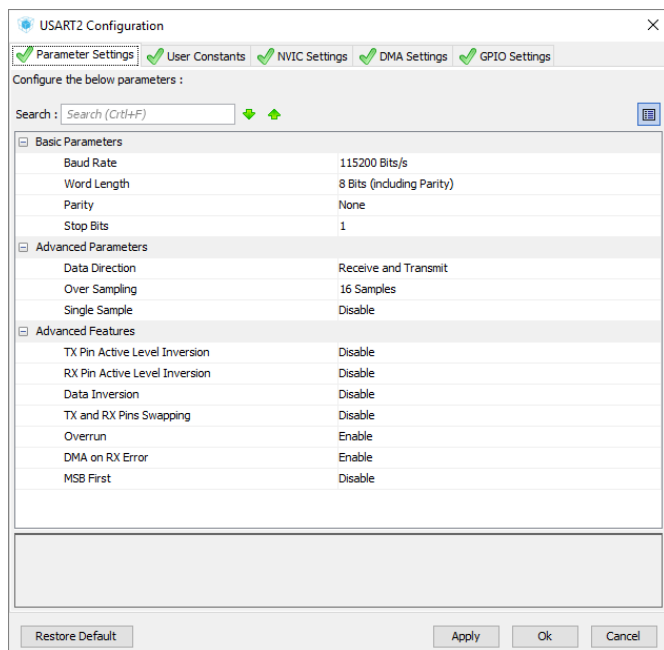 USART2 Configuration
Parameter Settings User Constants NVIC Settings DMA Settings GPIO Settings
Configure the below parameters :
Search : Search (Crtl+F)
Basic Parameters
Baud Rate 115200 Bits/s
Word Length 8 Bits (including Parity)
Parity None
Stop Bits 1
Advanced Parameters
Data Direction Receive and Transmit
Over Sampling 16 Samples
Single Sample Disable
Advanced Features
TX Pin Active Level Inversion Disable
RX Pin Active Level Inversion Disable
Data Inversion Disable
TX and RX Pins Swapping Disable
Overrun Enable
DMA on RX Error Enable
MSB First Disable
Restore Default Apply Ok Cancel